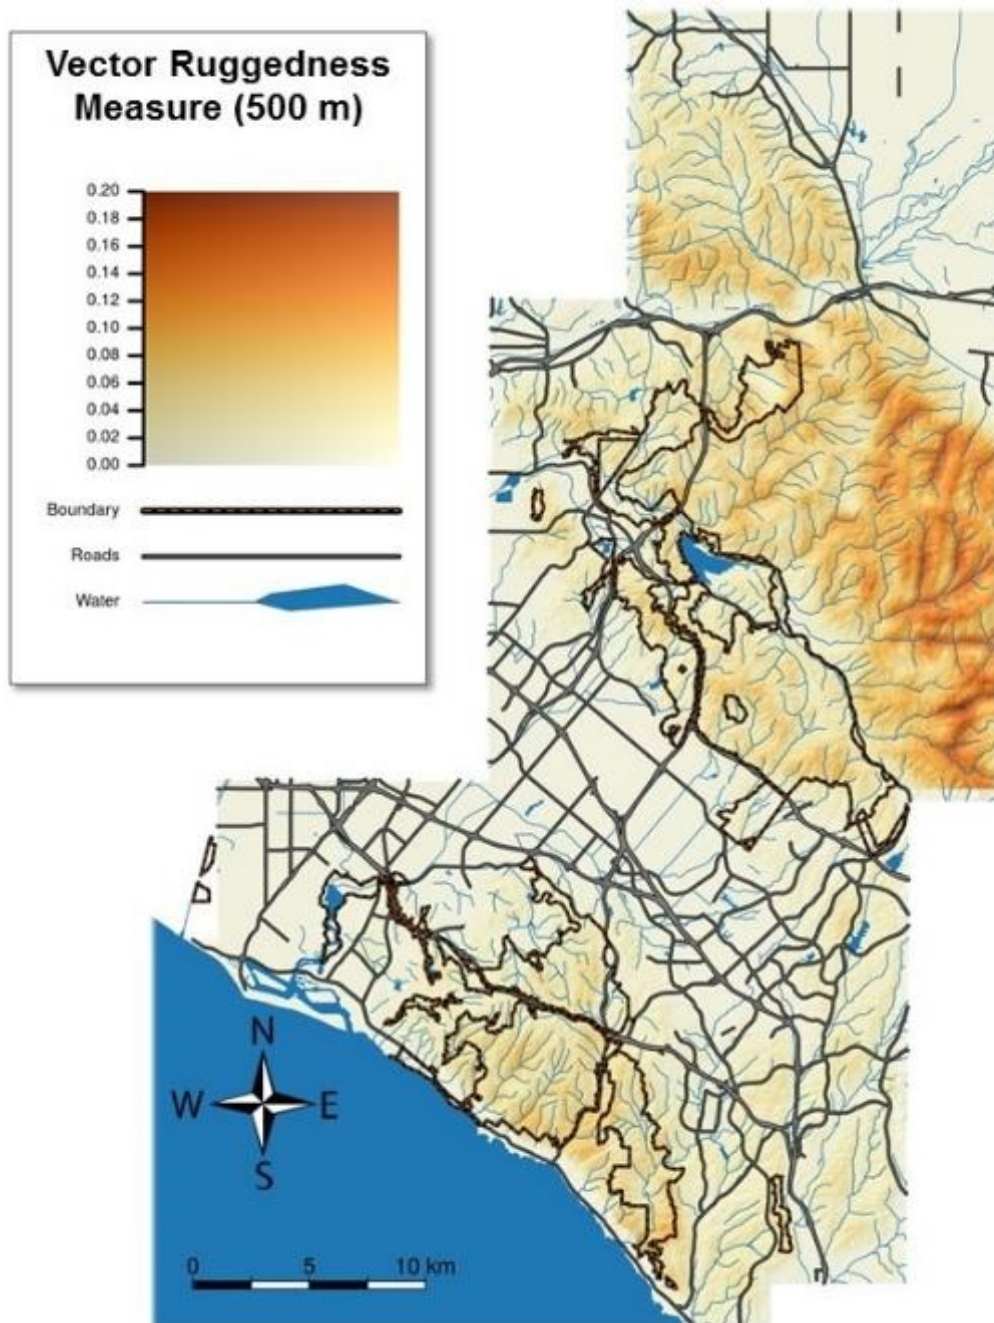 Vector Ruggedness
Measure (500 m)
0.20
0.18
0.16
0.14
0.12
0.10
0.08
0.06
0.04
0.02
0.00
Boundary
Roads
Water
N
W E
S
0 5 10 km